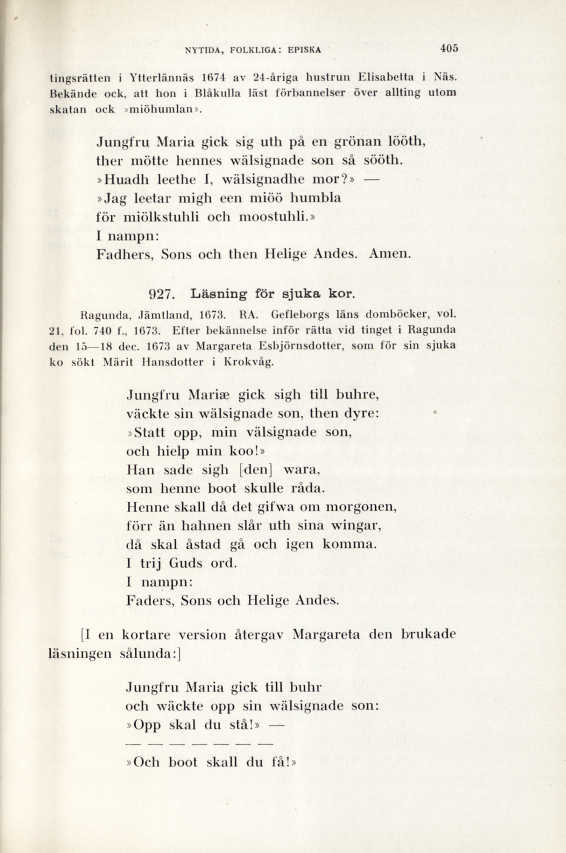 NYTIDA, FOLKLIGA: EPISKA 405
tingsrätten i Ytterlännäs 1674 av 24-åriga hustrun Elisabetta i Näs.
Bekände ock, att hon i Blåkulla läst förbannelser över allting utom
skatan ock »miöhumlan».
Jungfru Maria gick sig uth på en grönan lööth,
ther mötte hennes wälsignade son så sööth.
»Huadh leethe I, wälsignadhe mor?» —
»Jag leetar migh een miöö humbla
för miölkstuhli och moostuhli.»
I nampn:
Fadhers, Sons och then Helige Andes. Amen.
927. Läsning för sjuka kor.
Ragunda, Jämtland, 1673. RA. Gefleborgs läns domböcker, vol.
21, fol. 740 f., 1673. Efter bekännelse inför rätta vid tinget i Ragunda
den 15—18 dec. 1673 av Margareta Esbjörnsdotter, som för sin sjuka
ko sökt Märit Hansdotter i Krokvåg.
Jungfru Mariæ gick sigh till buhre,
väckte sin wälsignade son, then dyre:
»Statt opp, min välsignade son,
och hielp min koo!»
Han sade sigh [den] wara,
som henne boot skulle råda.
Henne skall då det gifwa om morgonen,
förr än hahnen slår uth sina wingar,
då skal åstad gå och igen komma.
I trij Guds ord.
I nampn:
Faders, Sons och Helige Andes.
[I en kortare version återgav Margareta den brukade
läsningen sålunda:]
Jungfru Maria gick till buhr
och wäckte opp sin wälsignade son:
»Opp skal du stå!» —
— — — — — — —
»Och boot skall du få!»